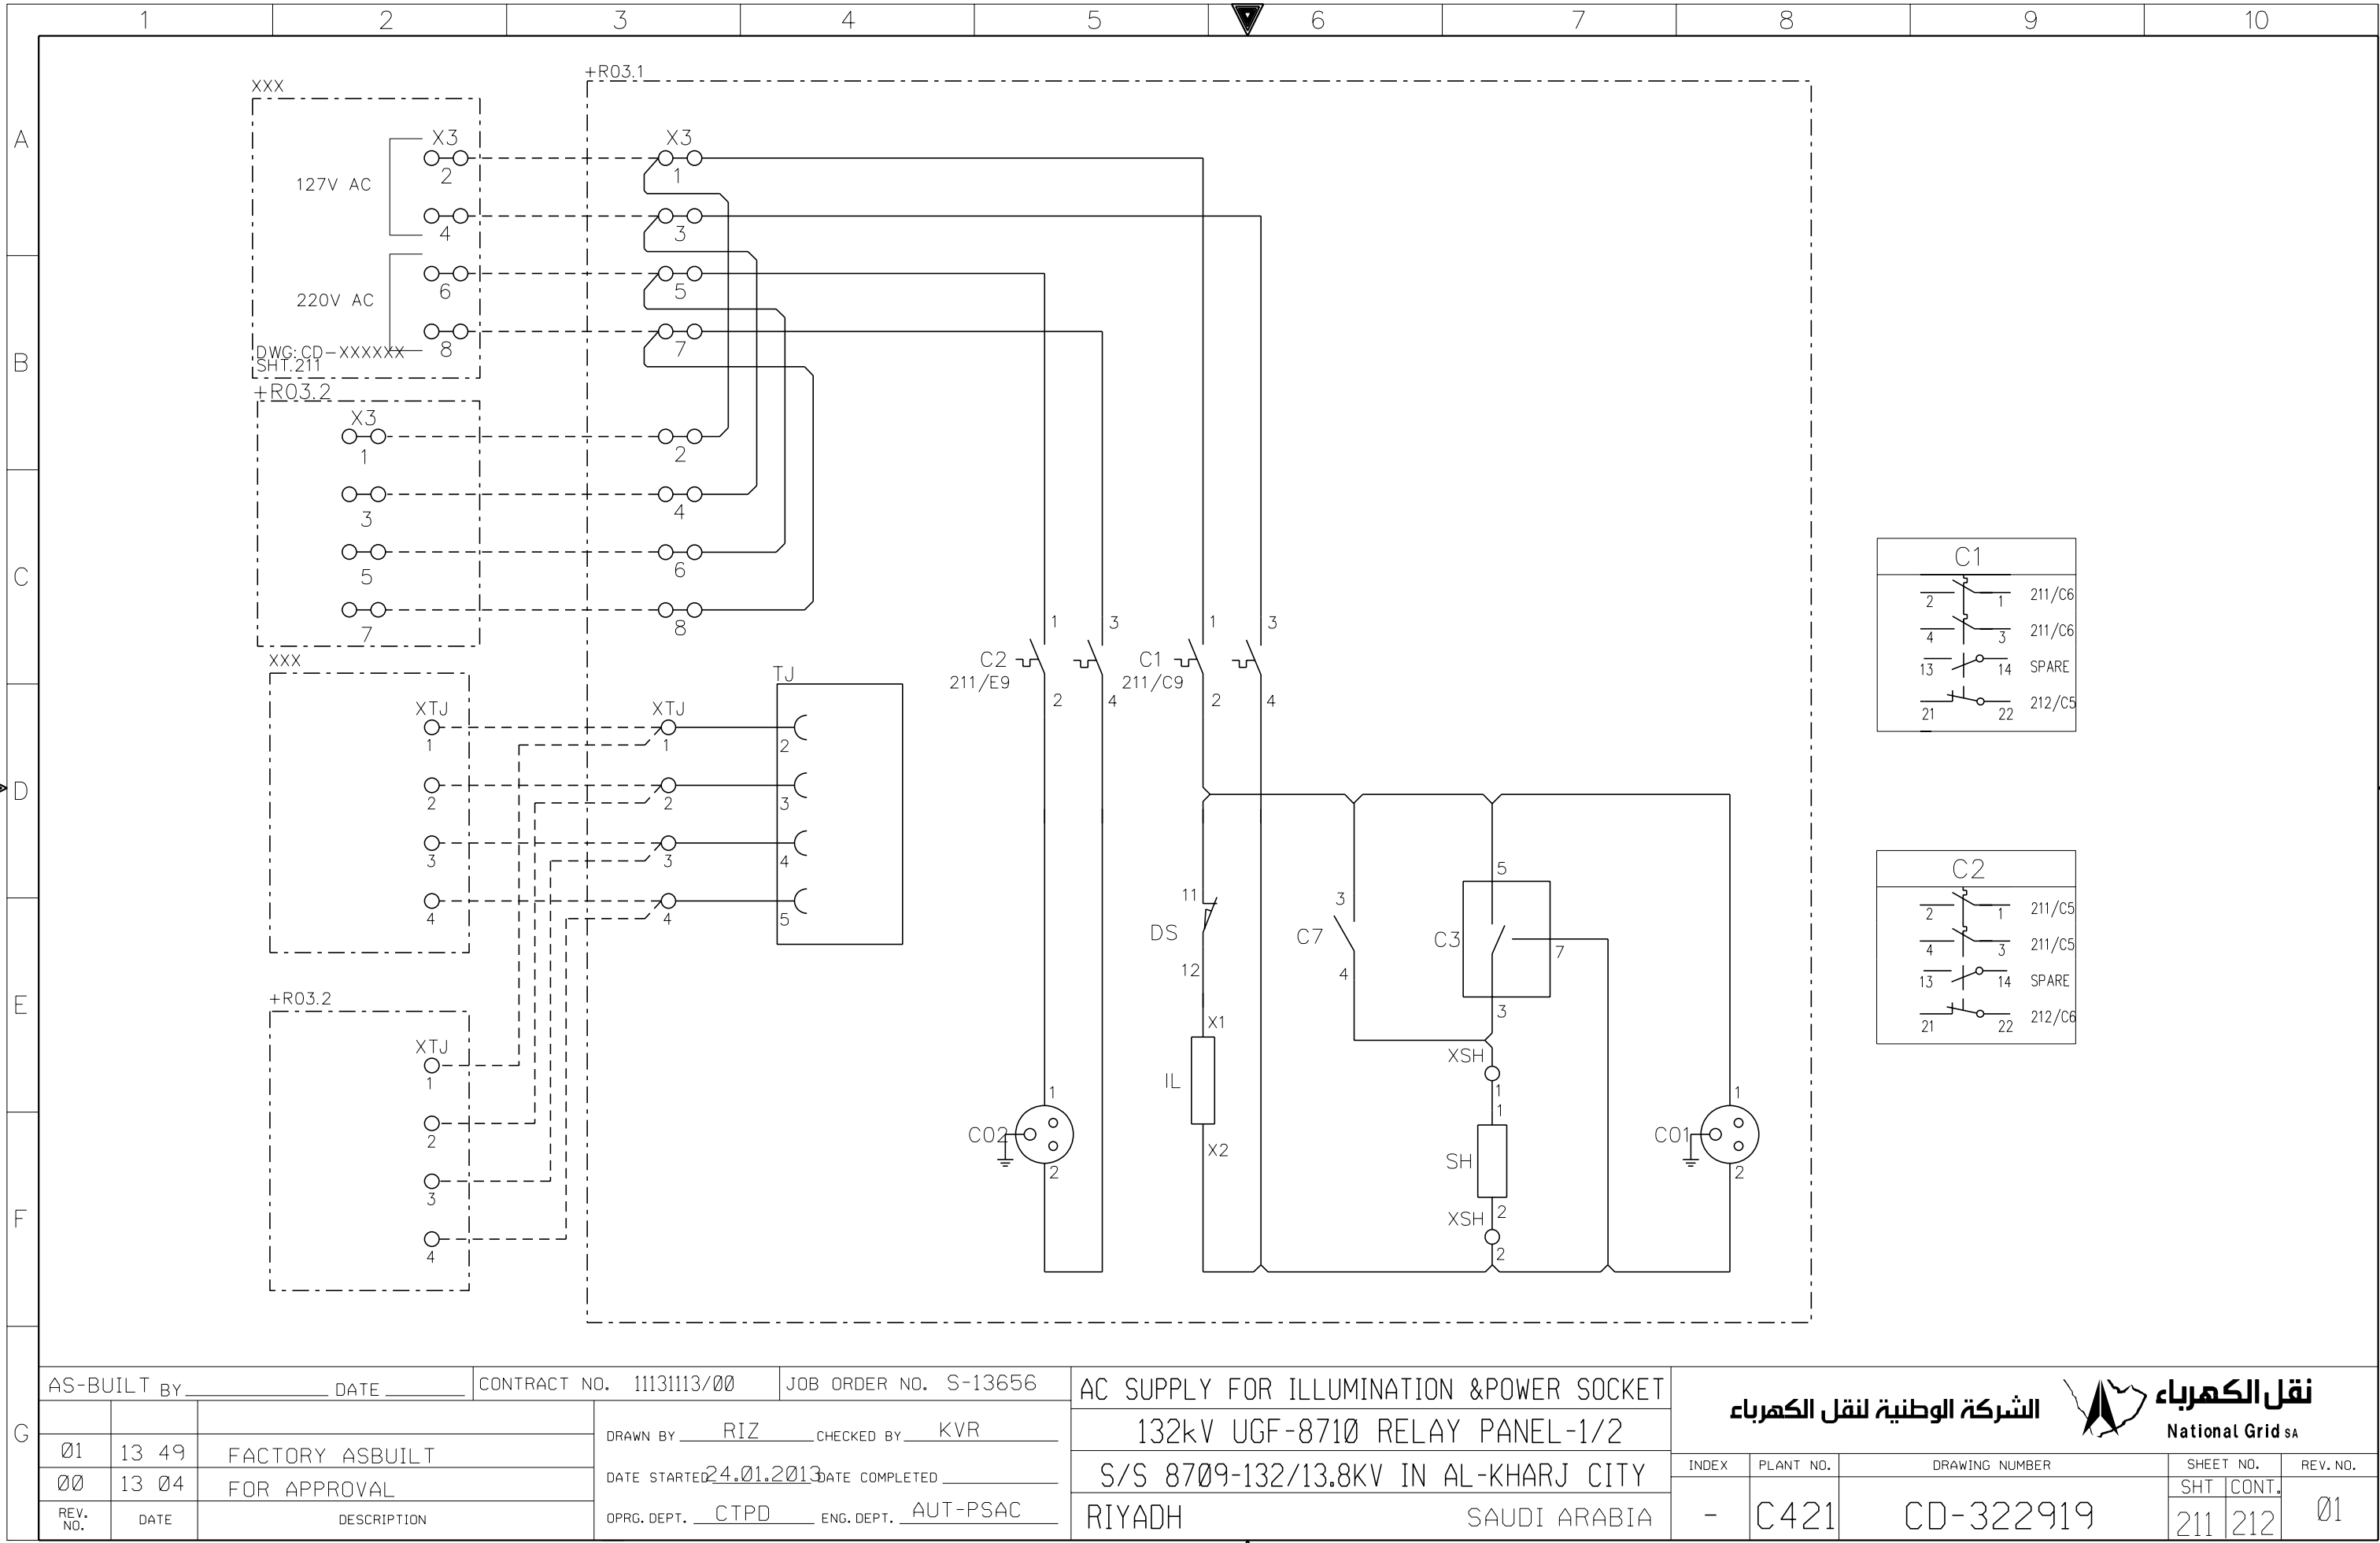 1 2 3 4 5 6 7 8 9 10
A
B
C
D
E
F
G
XXX
X3
127V AC
2
4
220V AC
6
8
DWG:CD-XXXXXX
SHT.211
+R03.2
X3
1
3
5
7
XXX
XTJ
1
2
3
4
+R03.2
XTJ
1
2
3
4
+R03.1
X3
1
3
5
7
2
4
6
8
XTJ
1
2
3
4
TJ
2
3
4
5
1 3
C2
211/E9
2 4
1 3
C1
211/C9
2 4
C02
1
2
11
DS
12
X1
IL
X2
3
C7
4
5
C3
7
3
XSH
1
1
SH
2
XSH
2
C01
1
2
C1
2 1 211/C6
4 3 211/C6
13 14 SPARE
21 22 212/C5
C2
2 1 211/C5
4 3 211/C5
13 14 SPARE
21 22 212/C6
AS-BUILT BY DATE
CONTRACT NO. 11131113/00
JOB ORDER NO. S-13656
01 13 49 FACTORY ASBUILT
00 13 04 FOR APPROVAL
REV. NO. DATE DESCRIPTION
DRAWN BY RIZ CHECKED BY KVR
DATE STARTED 24.01.2013 DATE COMPLETED
OPRG. DEPT. CTPD ENG. DEPT. AUT-PSAC
AC SUPPLY FOR ILLUMINATION &POWER SOCKET
132kV UGF-8710 RELAY PANEL-1/2
S/S 8709-132/13.8KV IN AL-KHARJ CITY
RIYADH SAUDI ARABIA
الشركة الوطنية لنقل الكهرباء
نقل الكهرباء
National Grid SA
INDEX PLANT NO. DRAWING NUMBER SHEET NO. REV. NO.
SHT CONT.
- C421 CD-322919 211 212 01